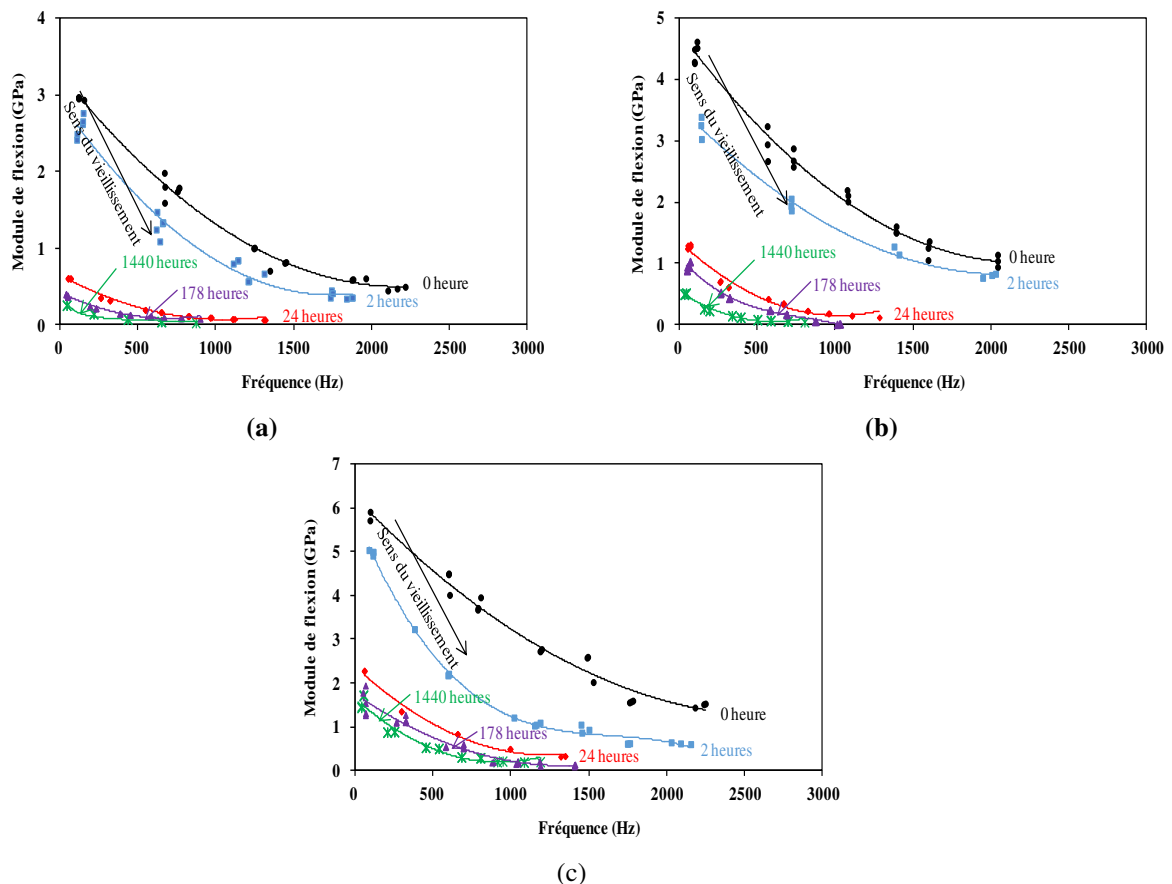 4
3
2
1
0
Module de flexion (GPa)
Sens du vieillissement
1440 heures
178 heures
24 heures
0 heure
2 heures
0 500 1000 1500 2000 2500 3000
Fréquence (Hz)
(a)
5
4
3
2
1
0
Module de flexion (GPa)
Sens du vieillissement
1440 heures
178 heures
24 heures
0 heure
2 heures
0 500 1000 1500 2000 2500 3000
Fréquence (Hz)
(b)
7
6
5
4
3
2
1
0
Module de flexion (GPa)
Sens du vieillissement
1440 heures
178 heures
24 heures
0 heure
2 heures
0 500 1000 1500 2000 2500 3000
Fréquence (Hz)
(c)